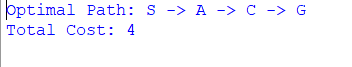 Optimal Path: S -> A -> C -> G
Total Cost: 4